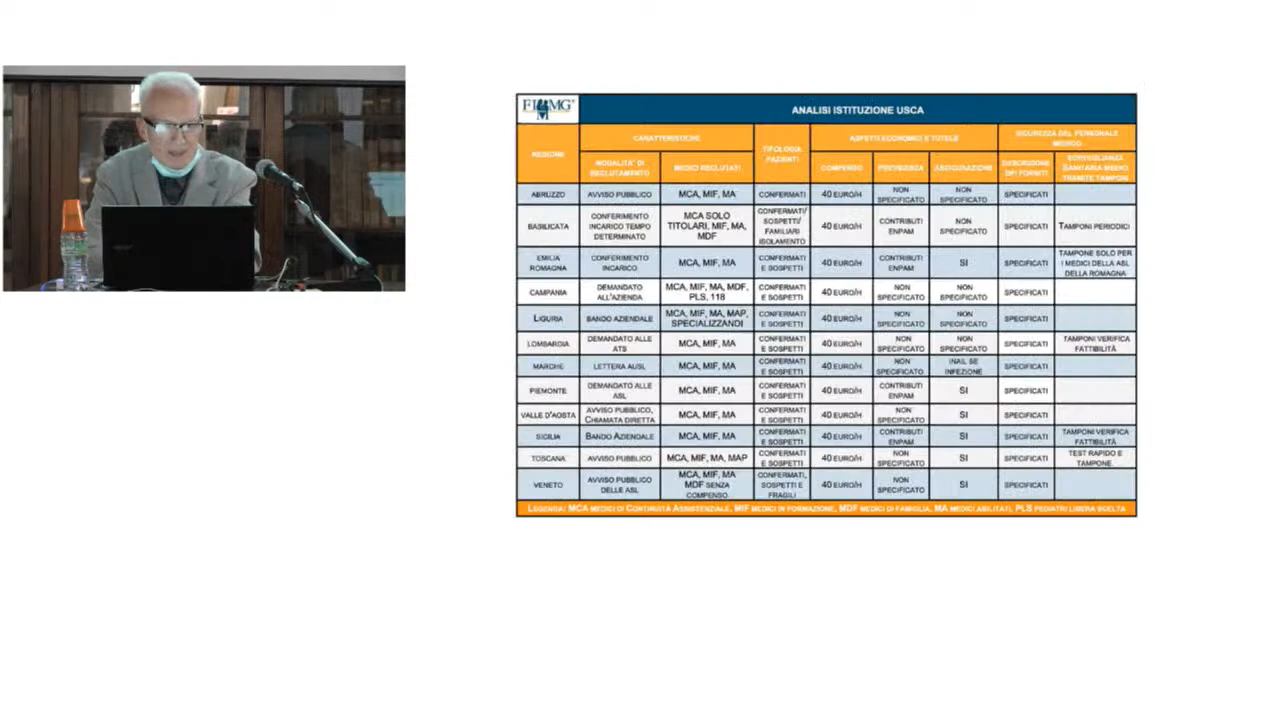 FIMMG
ANALISI ISTITUZIONE USCA
REGIONE
CARATTERISTICHE
TIPOLOGIA
PAZIENTI
ASPETTI ECONOMICI E TUTELE
SICUREZZA DEL PERSONALE
MEDICO
MODALITA' DI
RECLUTAMENTO
MEDICI RECLUTATI
COMPENSO
PREVIDENZA
ASSICURAZIONI
DESCRIZIONE
DPI FORNITI
SORVEGLIANZA
SANITARIA MEDICI
TRAMITE TAMPONI
ABRUZZO
AVVISO PUBBLICO
MCA, MIF, MA
CONFERMATI
40 EURO/H
NON
SPECIFICATO
NON
SPECIFICATO
SPECIFICATI
BASILICATA
CONFERIMENTO
INCARICO TEMPO
DETERMINATO
MCA SOLO
TITOLARI, MIF, MA,
MDF
CONFERMATI/
SOSPETTI/
FAMILIARI
ISOLAMENTO
40 EURO/H
CONTRIBUTI
ENPAM
NON
SPECIFICATO
SPECIFICATI
TAMPONI PERIODICI
EMILIA
ROMAGNA
CONFERIMENTO
INCARICO
MCA, MIF, MA
CONFERMATI
E SOSPETTI
40 EURO/H
CONTRIBUTI
ENPAM
SI
SPECIFICATI
TAMPONE SOLO PER
I MEDICI DELLA ASL
DELLA ROMAGNA
CAMPANIA
DEMANDATO
ALL'AZIENDA
MCA, MIF, MA, MDF,
PLS, 118
CONFERMATI
E SOSPETTI
40 EURO/H
NON
SPECIFICATO
NON
SPECIFICATO
SPECIFICATI
LIGURIA
BANDO AZIENDALE
MCA, MIF, MA, MAP,
SPECIALIZZANDI
CONFERMATI
E SOSPETTI
40 EURO/H
NON
SPECIFICATO
NON
SPECIFICATO
SPECIFICATI
LOMBARDIA
DEMANDATO ALLE
ATS
MCA, MIF, MA
CONFERMATI
E SOSPETTI
40 EURO/H
NON
SPECIFICATO
NON
SPECIFICATO
SPECIFICATI
TAMPONI VERIFICA
FATTIBILITÀ
MARCHE
LETTERA AUSL
MCA, MIF, MA
CONFERMATI
E SOSPETTI
40 EURO/H
NON
SPECIFICATO
INAIL SE
INFEZIONE
SPECIFICATI
PIEMONTE
DEMANDATO ALLE
ASL
MCA, MIF, MA
CONFERMATI
E SOSPETTI
40 EURO/H
CONTRIBUTI
ENPAM
SI
SPECIFICATI
VALLE D'AOSTA
AVVISO PUBBLICO,
CHIAMATA DIRETTA
MCA, MIF, MA
CONFERMATI
E SOSPETTI
40 EURO/H
NON
SPECIFICATO
SI
SPECIFICATI
SICILIA
BANDO AZIENDALE
MCA, MIF, MA
CONFERMATI
E SOSPETTI
40 EURO/H
CONTRIBUTI
ENPAM
SI
SPECIFICATI
TAMPONI VERIFICA
FATTIBILITÀ
TOSCANA
AVVISO PUBBLICO
MCA, MIF, MA, MAP
CONFERMATI
E SOSPETTI
40 EURO/H
NON
SPECIFICATO
SI
SPECIFICATI
TEST RAPIDO E
TAMPONE.
VENETO
AVVISO PUBBLICO
DELLE ASL
MCA, MIF, MA
MDF SENZA
COMPENSO
CONFERMATI,
SOSPETTI E
FRAGILI
40 EURO/H
NON
SPECIFICATO
SI
SPECIFICATI
LEGENDA: MCA MEDICI DI CONTINUITÀ ASSISTENZIALE, MIF MEDICI IN FORMAZIONE, MDF MEDICI DI FAMIGLIA, MA MEDICI ABILITATI, PLS PEDIATRI LIBERA SCELTA